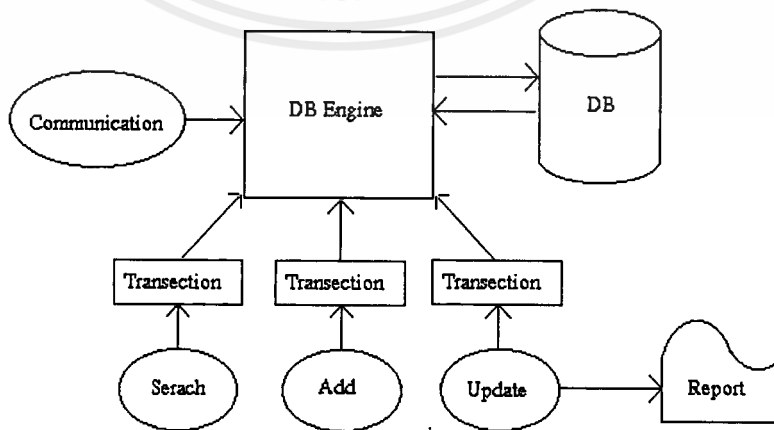 DB Engine
DB
Communication
Transection
Transection
Transection
Serach
Add
Update
Report